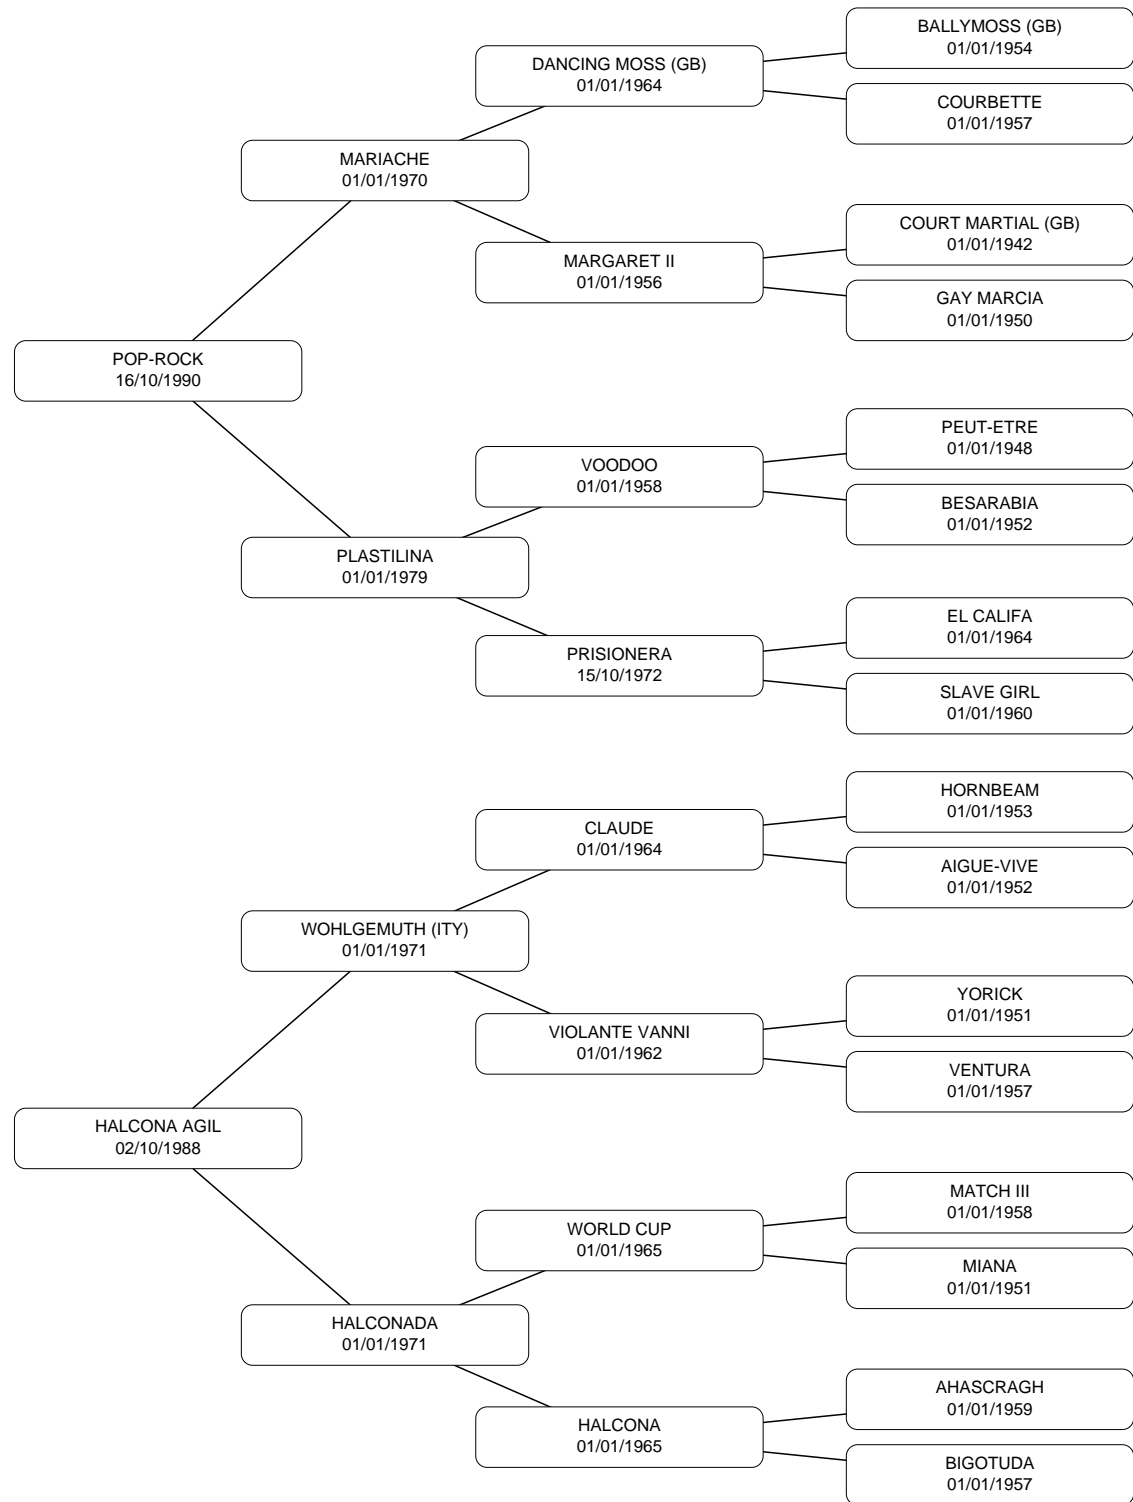 BALLYMOSS (GB)
01/01/1954
DANCING MOSS (GB)
01/01/1964
COURBETTE
01/01/1957
MARIACHE
01/01/1970
COURT MARTIAL (GB)
01/01/1942
MARGARET II
01/01/1956
GAY MARCIA
01/01/1950
POP-ROCK
16/10/1990
PEUT-ETRE
01/01/1948
VOODOO
01/01/1958
BESARABIA
01/01/1952
PLASTILINA
01/01/1979
EL CALIFA
01/01/1964
PRISIONERA
15/10/1972
SLAVE GIRL
01/01/1960
HORNBEAM
01/01/1953
CLAUDE
01/01/1964
AIGUE-VIVE
01/01/1952
WOHLGEMUTH (ITY)
01/01/1971
YORICK
01/01/1951
VIOLANTE VANNI
01/01/1962
VENTURA
01/01/1957
HALCONA AGIL
02/10/1988
MATCH III
01/01/1958
WORLD CUP
01/01/1965
MIANA
01/01/1951
HALCONADA
01/01/1971
AHASCRAGH
01/01/1959
HALCONA
01/01/1965
BIGOTUDA
01/01/1957